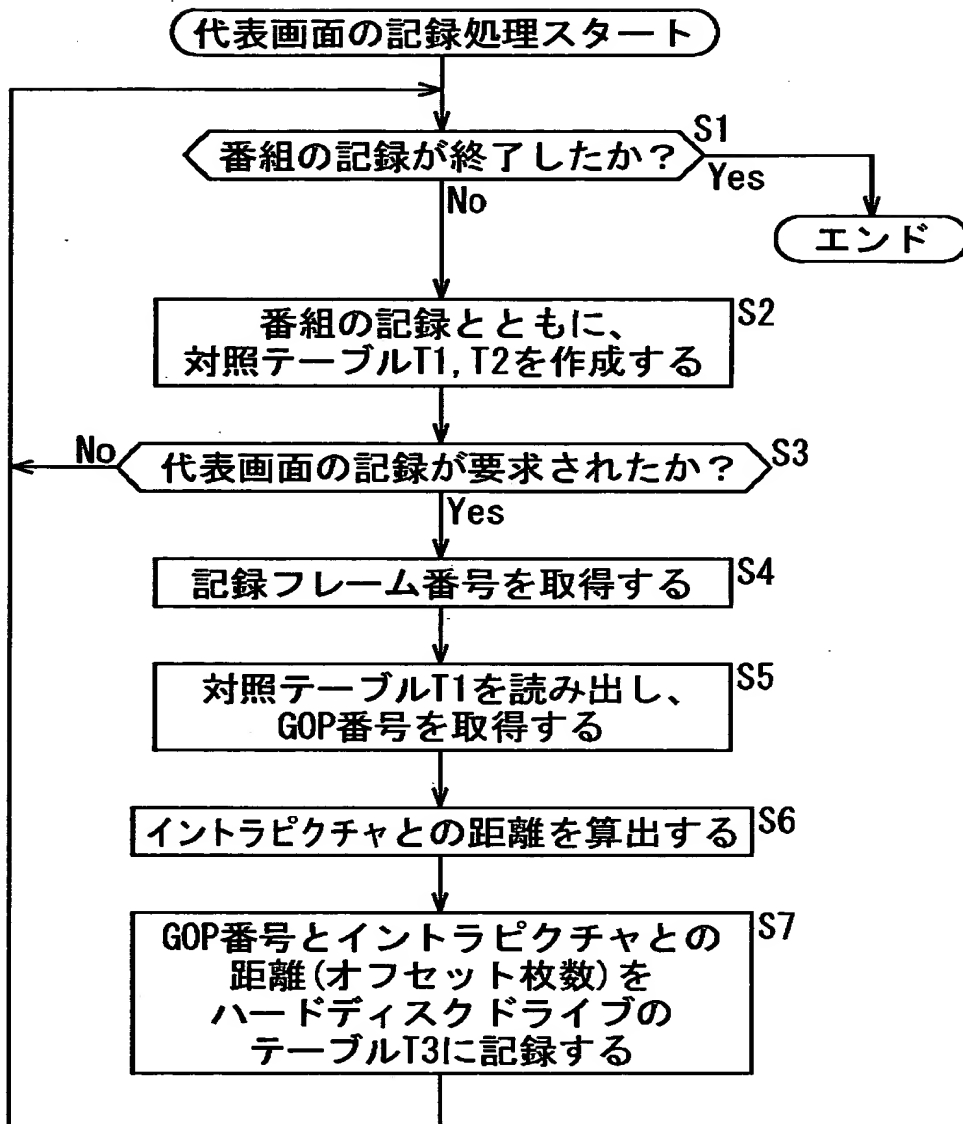 代表画面の記録処理スタート
S1
番組の記録が終了したか?
Yes
No
エンド
S2
番組の記録とともに、
対照テーブルT1,T2を作成する
No
S3
代表画面の記録が要求されたか?
Yes
S4
記録フレーム番号を取得する
S5
対照テーブルT1を読み出し、
GOP番号を取得する
S6
イントラピクチャとの距離を算出する
S7
GOP番号とイントラピクチャとの
距離(オフセット枚数)を
ハードディスクドライブの
テーブルT3に記録する